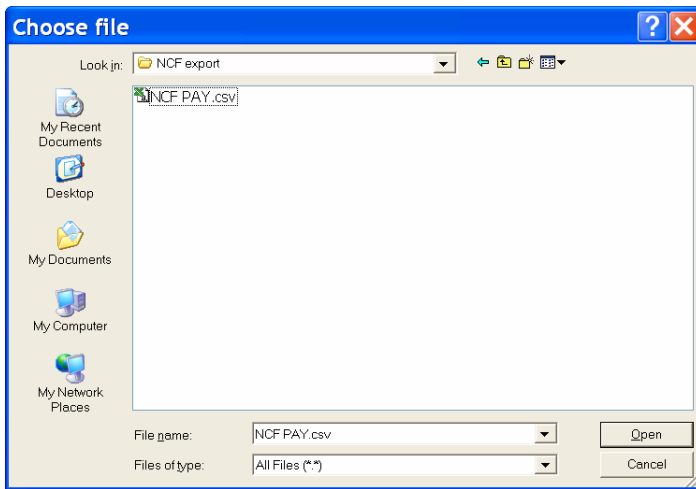 Choose file
Look in: NCF export
NCF PAY.csv
My Recent
Documents
Desktop
My Documents
My Computer
My Network
Places
File name: NCF PAY.csv Open
Files of type: All Files (*.*) Cancel